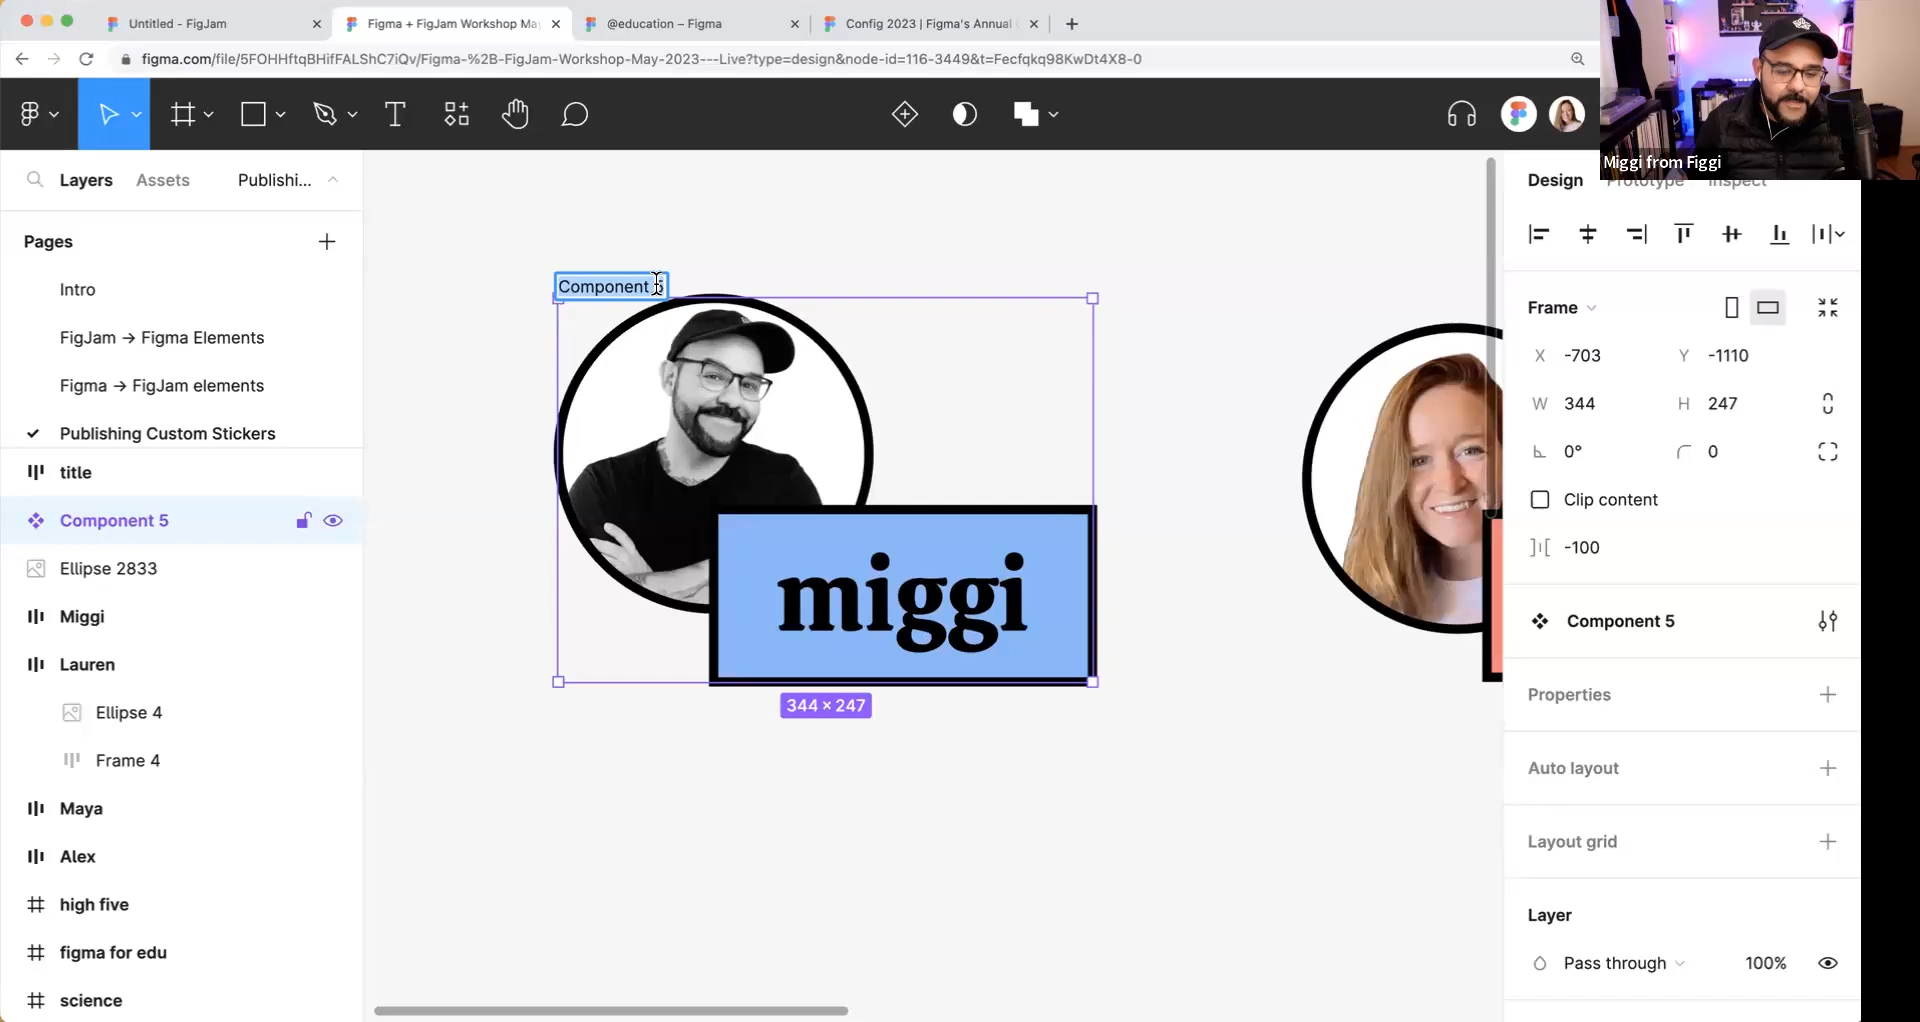 Untitled - FigJam
Figma + FigJam Workshop Ma
@education – Figma
Config 2023 | Figma's Annual
figma.com/file/5FOHHftqBHifFALShC7iQv/Figma-%2B-FigJam-Workshop-May-2023---Live?type=design&node-id=116-3449&t=Fecfqkq98KwDt4X8-0
Miggi from Figgi
Layers
Assets
Publishi...
Design
Prototype
Inspect
Pages
Intro
FigJam → Figma Elements
Figma → FigJam elements
Publishing Custom Stickers
title
Component 5
Ellipse 2833
Miggi
Lauren
Ellipse 4
Frame 4
Maya
Alex
high five
figma for edu
science
Component
miggi
344 × 247
Frame
X -703
Y -1110
W 344
H 247
0°
0
Clip content
-100
Component 5
Properties
Auto layout
Layout grid
Layer
Pass through
100%